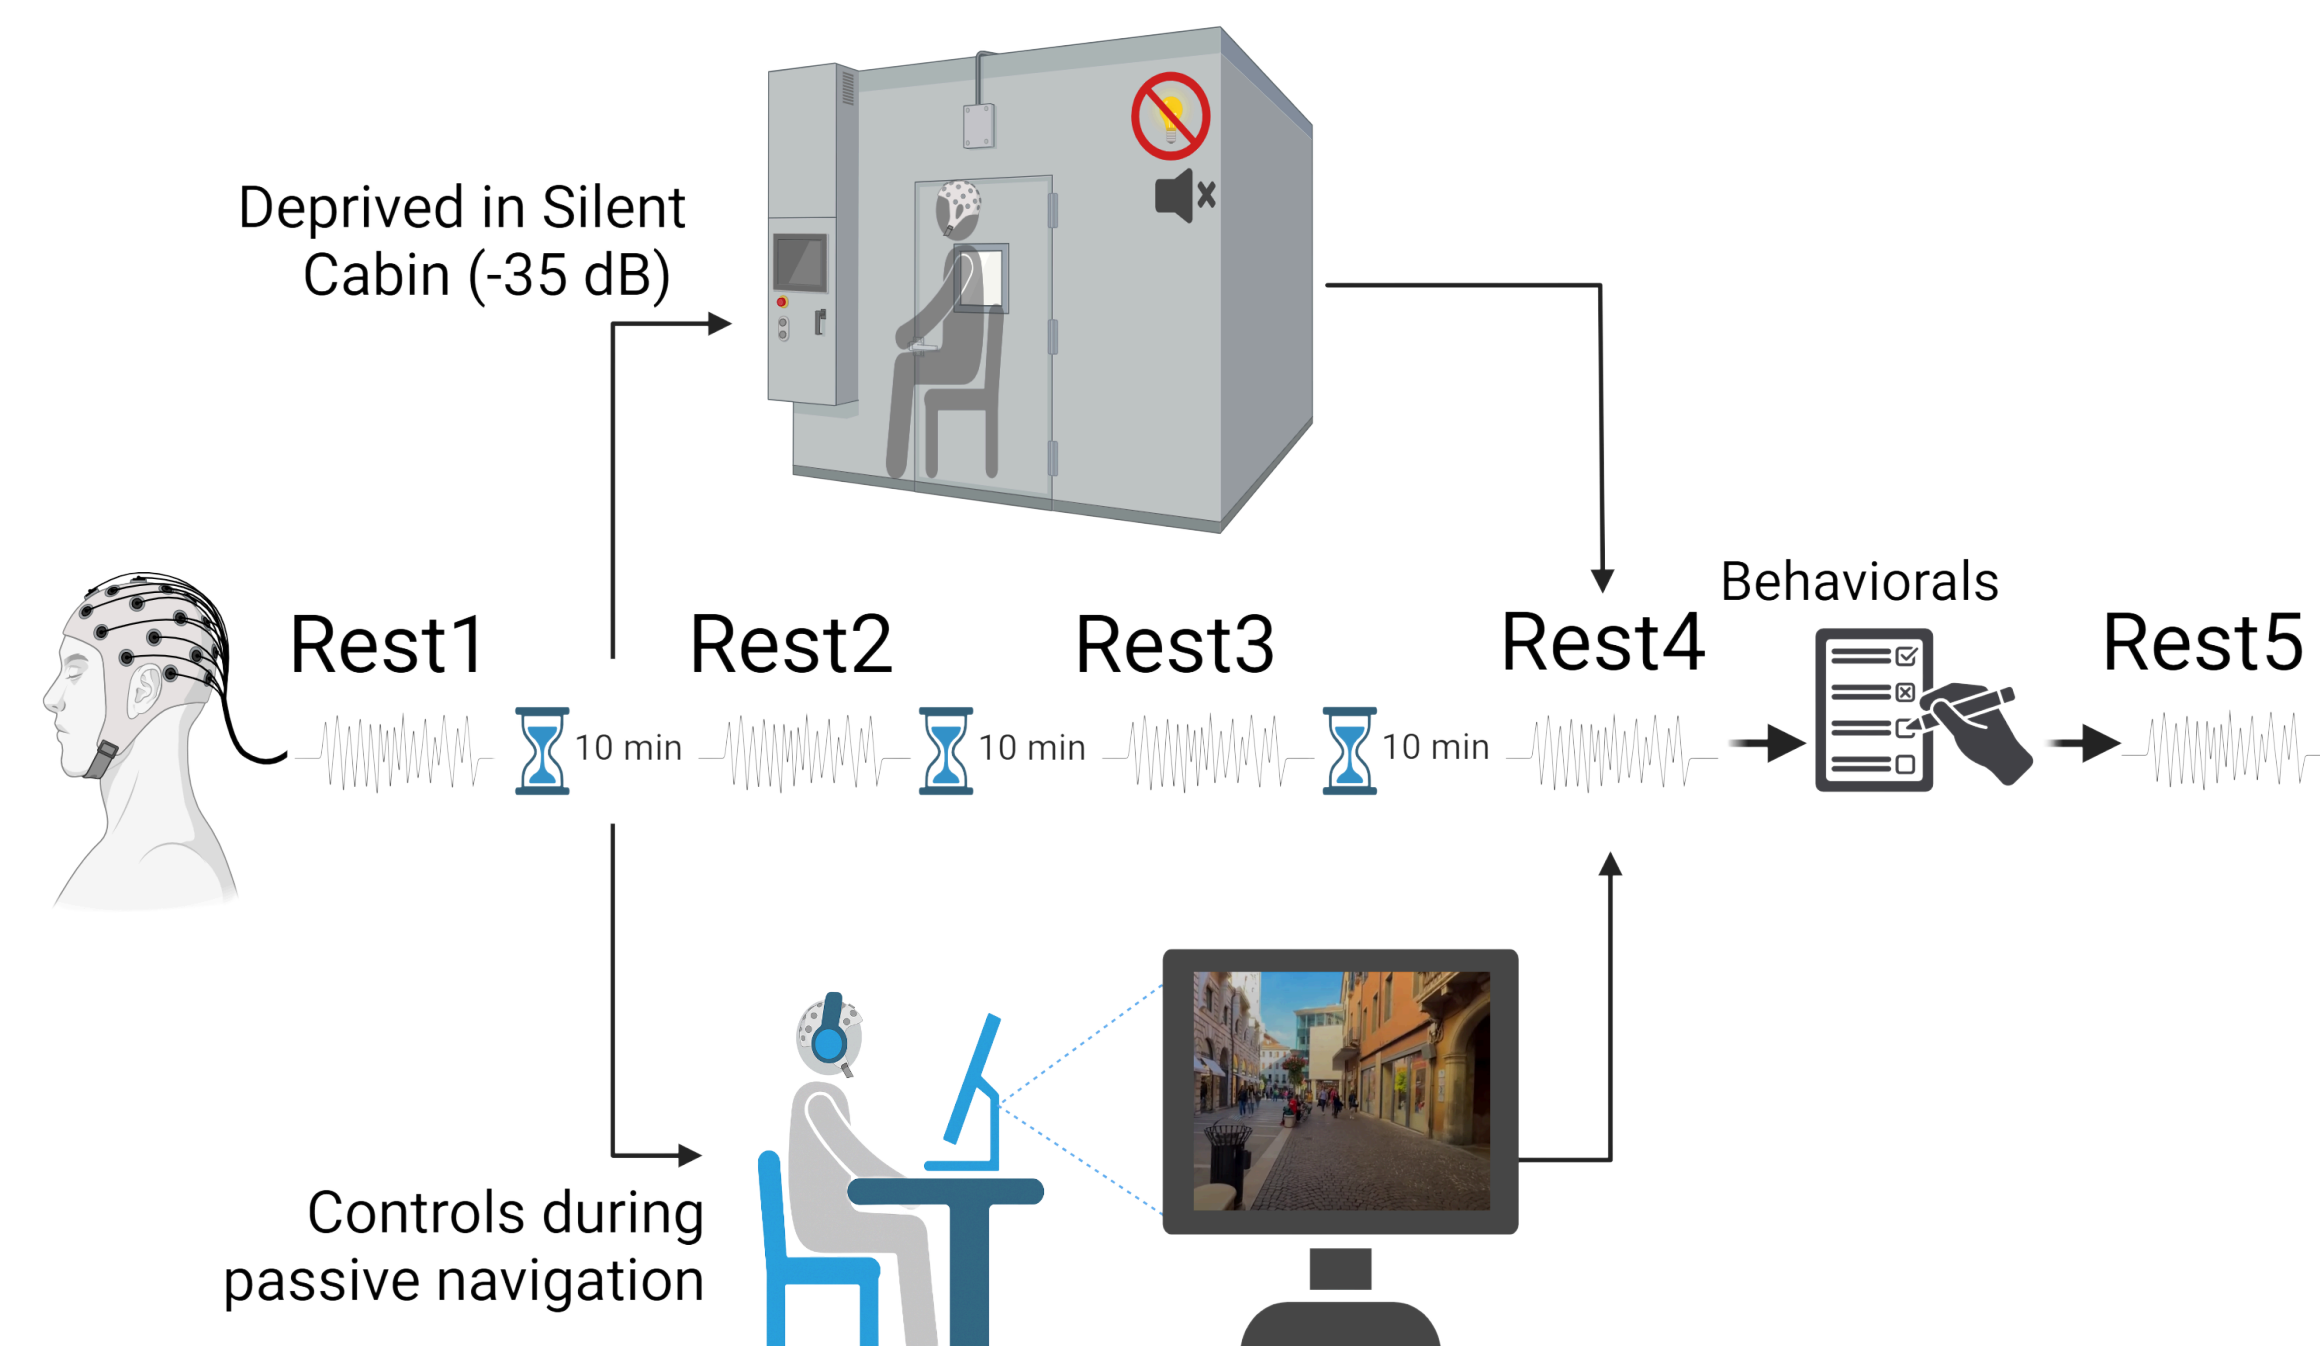 Deprived in Silent
Cabin (-35 dB)
Behaviorals
Rest1
Rest2
Rest3
Rest4
Rest5
10 min
10 min
10 min
Controls during
passive navigation